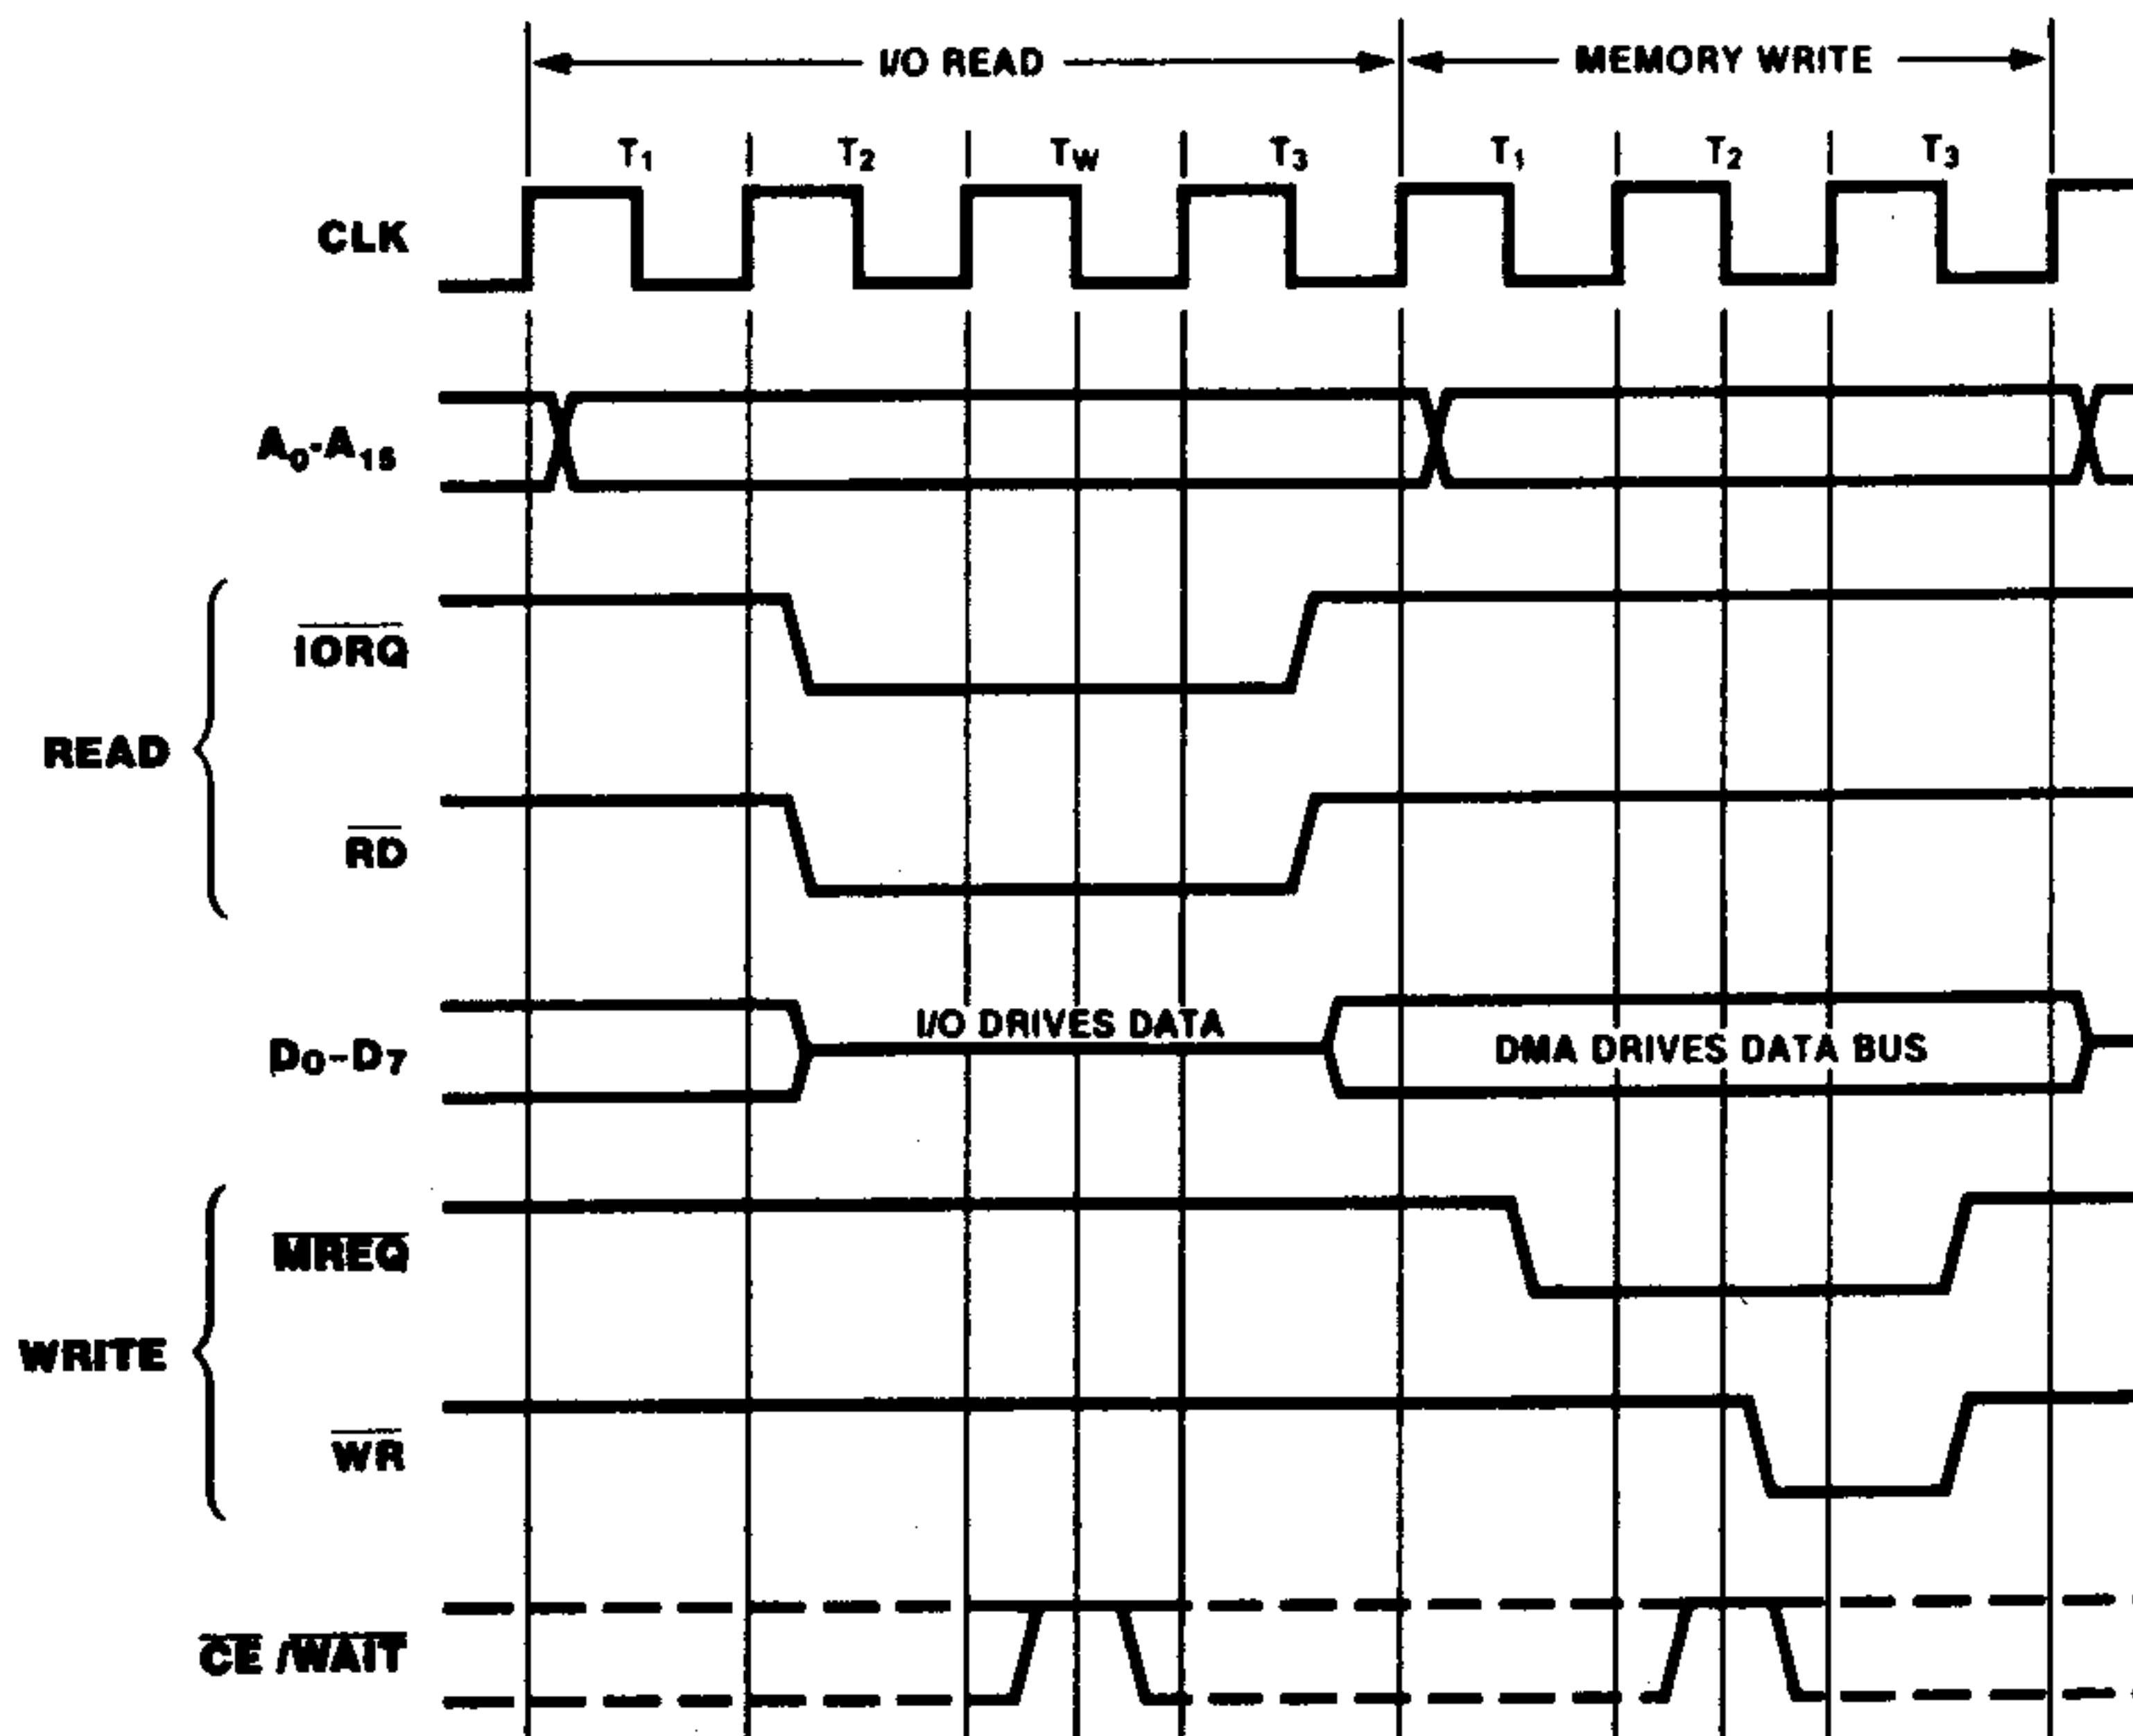 I/O READ MEMORY WRITE
T1 T2 TW T3 T1 T2 T3
CLK
A0-A15
IORQ
READ
RD
I/O DRIVES DATA
D0-D7 DMA DRIVES DATA BUS
MREQ
WRITE
WR
CE /WAIT